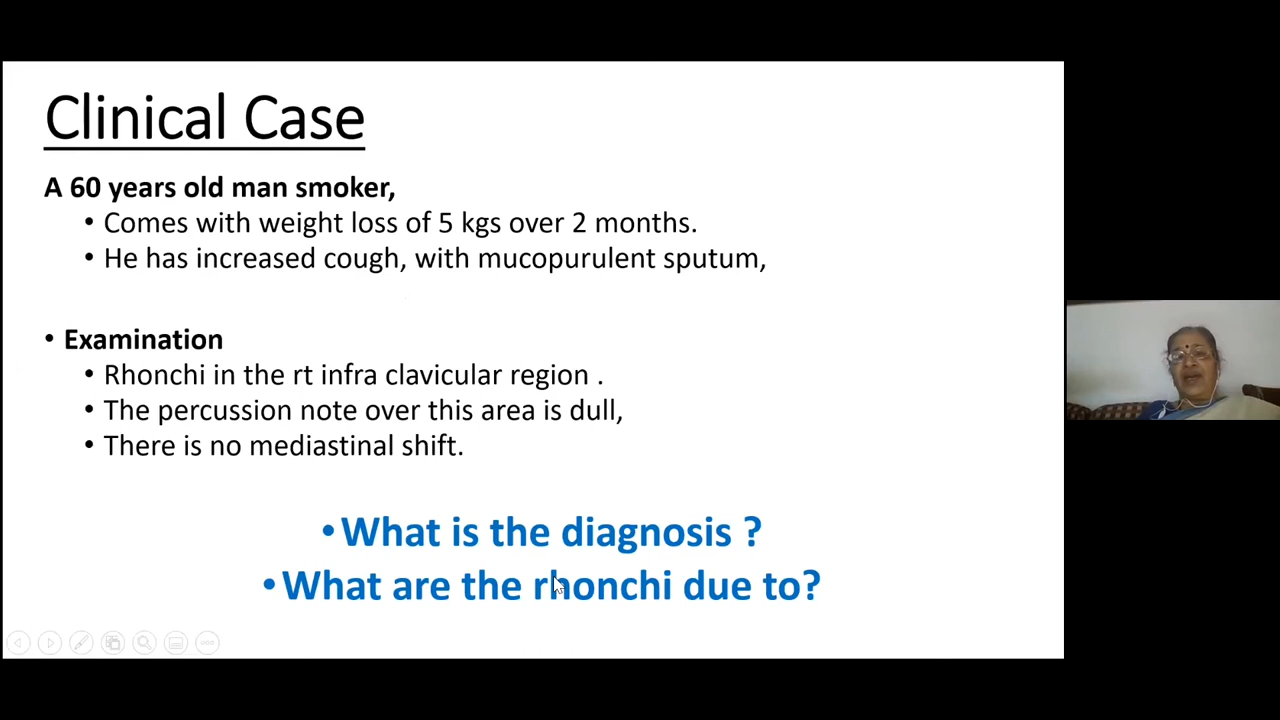 Clinical Case
A 60 years old man smoker,
• Comes with weight loss of 5 kgs over 2 months.
• He has increased cough, with mucopurulent sputum,
• Examination
• Rhonchi in the rt infra clavicular region .
• The percussion note over this area is dull,
• There is no mediastinal shift.
• What is the diagnosis ?
• What are the rhonchi due to?